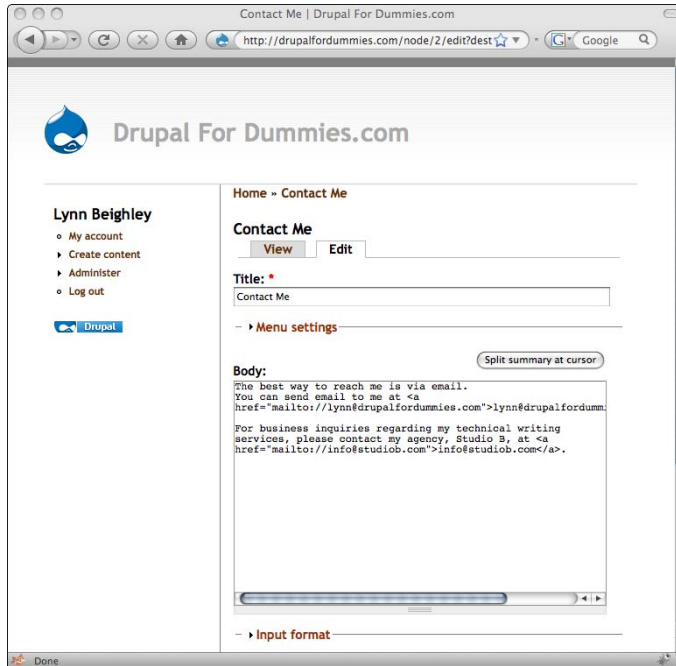 Contact Me | Drupal For Dummies.com
http://drupalfordummies.com/node/2/edit?dest
G
Google
Drupal For Dummies.com
Lynn Beighley
My account
Create content
Administer
Log out
Drupal
Home » Contact Me
Contact Me
View Edit
Title: *
Contact Me
Menu settings
Split summary at cursor
Body:
The best way to reach me is via email.
You can send email to me at <a
href="mailto://lynn@drupalfordummies.com">lynn@drupalfordummi
For business inquiries regarding my technical writing
services, please contact my agency, Studio B, at <a
href="mailto://info@studiob.com">info@studiob.com</a>.
Input format
Done